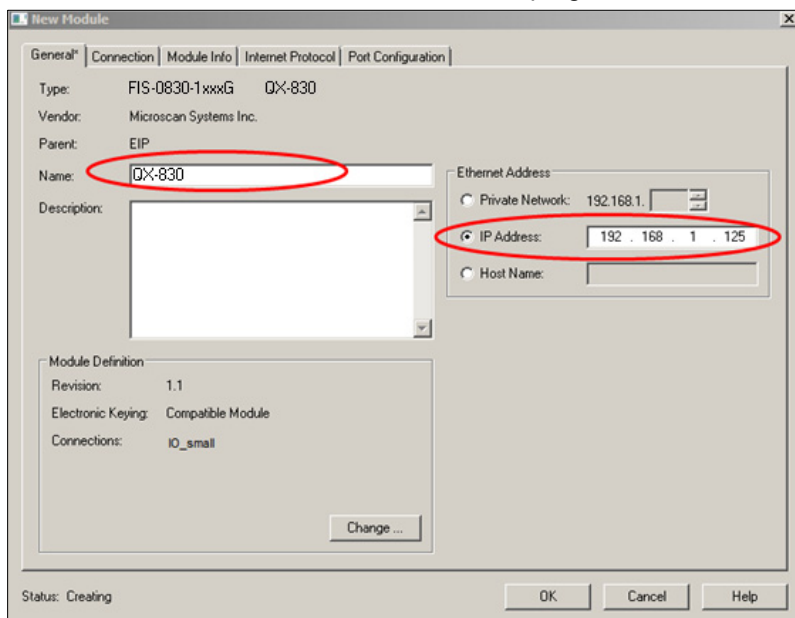 New Module
General* Connection Module Info Internet Protocol Port Configuration
Type: FIS-0830-1xxxG QX-830
Vendor: Microscan Systems Inc.
Parent: EIP
Name: QX-830
Description:
Ethernet Address
Private Network: 192.168.1.
IP Address: 192 . 168 . 1 . 125
Host Name:
Module Definition
Revision: 1.1
Electronic Keying: Compatible Module
Connections: IO_small
Change ...
Status: Creating
OK Cancel Help